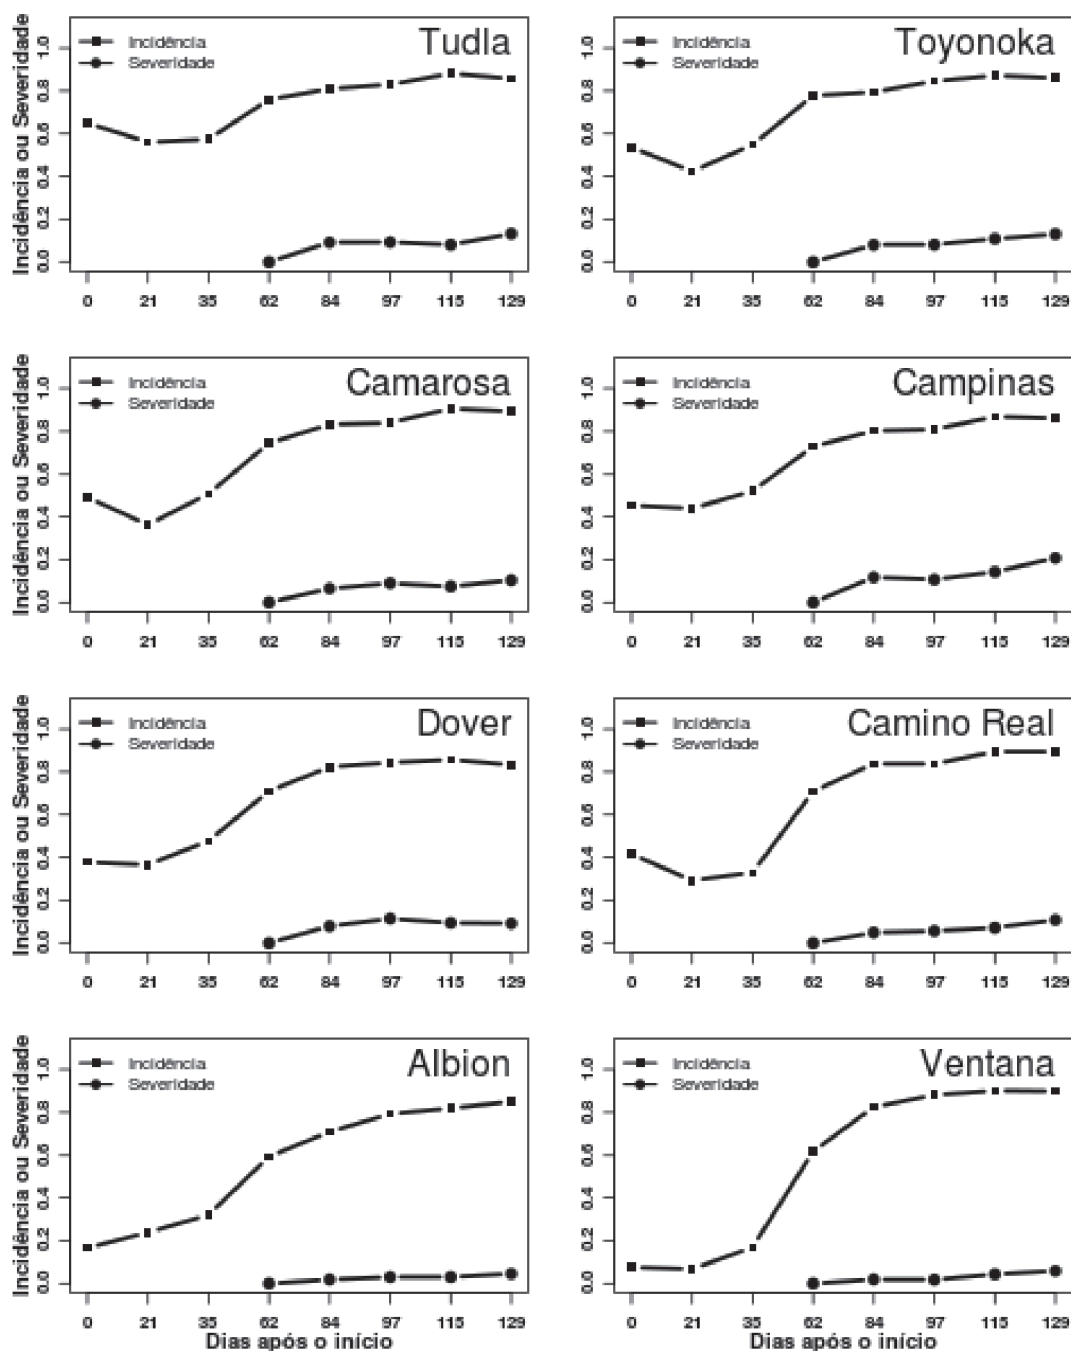 Incidência ou Severidade
1.0
0.8
0.6
0.4
0.2
0.0
Incidência
Severidade
Tudla
0 21 35 62 84 97 115 129
1.0
0.8
0.6
0.4
0.2
0.0
Incidência
Severidade
Toyonoka
0 21 35 62 84 97 115 129
Incidência ou Severidade
1.0
0.8
0.6
0.4
0.2
0.0
Incidência
Severidade
Camarosa
0 21 35 62 84 97 115 129
1.0
0.8
0.6
0.4
0.2
0.0
Incidência
Severidade
Campinas
0 21 35 62 84 97 115 129
Incidência ou Severidade
1.0
0.8
0.6
0.4
0.2
0.0
Incidência
Severidade
Dover
0 21 35 62 84 97 115 129
1.0
0.8
0.6
0.4
0.2
0.0
Incidência
Severidade
Camino Real
0 21 35 62 84 97 115 129
Incidência ou Severidade
1.0
0.8
0.6
0.4
0.2
0.0
Incidência
Severidade
Albion
0 21 35 62 84 97 115 129
Dias após o início
1.0
0.8
0.6
0.4
0.2
0.0
Incidência
Severidade
Ventana
0 21 35 62 84 97 115 129
Dias após o início